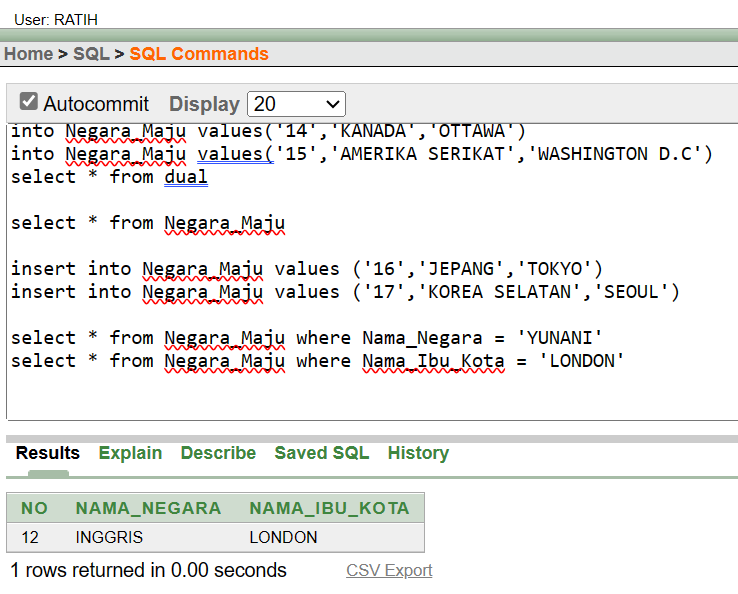 User: RATIH
Home > SQL > SQL Commands
Autocommit Display 20
into Negara_Maju values('14','KANADA','OTTAWA')
into Negara_Maju values('15','AMERIKA SERIKAT','WASHINGTON D.C')
select * from dual
select * from Negara_Maju
insert into Negara_Maju values ('16','JEPANG','TOKYO')
insert into Negara_Maju values ('17','KOREA SELATAN','SEOUL')
select * from Negara_Maju where Nama_Negara = 'YUNANI'
select * from Negara_Maju where Nama_Ibu_Kota = 'LONDON'
Results Explain Describe Saved SQL History
NO NAMA_NEGARA NAMA_IBU_KOTA
12 INGGRIS LONDON
1 rows returned in 0.00 seconds CSV Export